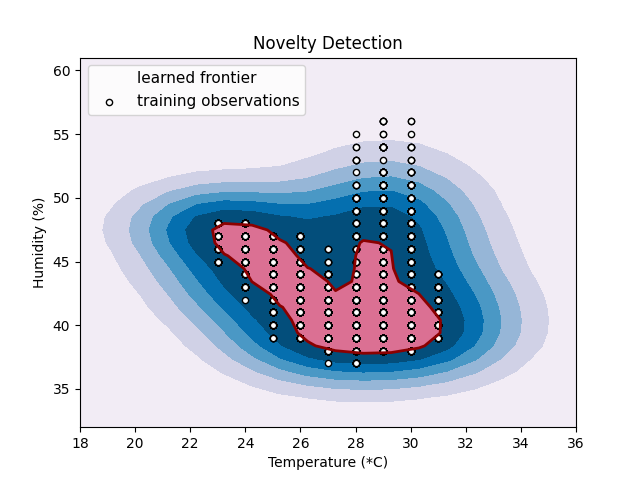 Novelty Detection
learned frontier
training observations
60
55
50
45
40
35
Humidity (%)
18 20 22 24 26 28 30 32 34 36
Temperature (*C)